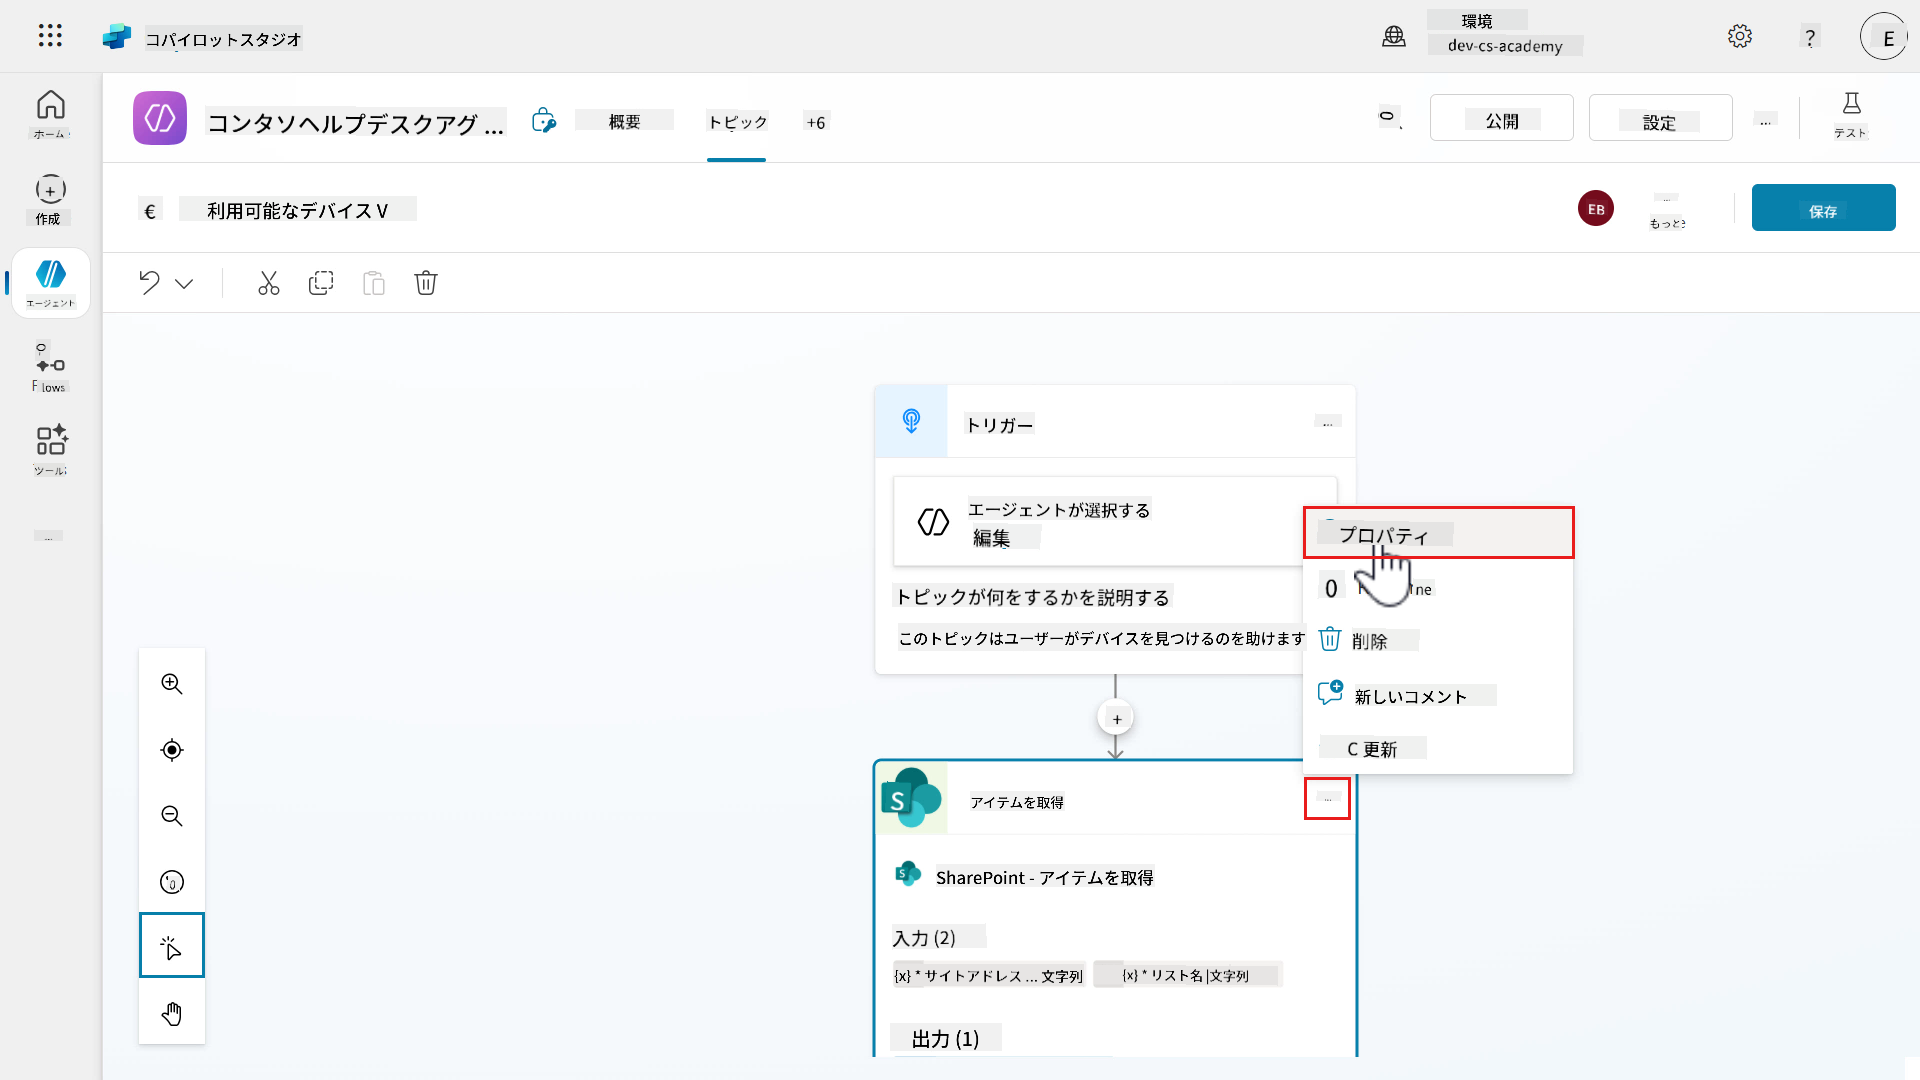 コパイロットスタジオ
環境
dev-cs-academy
?
E
ホーム
作成
エージェント
Flows
ツール
...
コンタソヘルプデスクアグ ...
概要
トピック
+6
公開
設定
...
テスト
€
利用可能なデバイス V
EB
...
もっと
保存
トリガー
...
エージェントが選択する
編集
トピックが何をするかを説明する
このトピックはユーザーがデバイスを見つけるのを助けます
プロパティ
0
削除
新しいコメント
C 更新
+
アイテムを取得
...
SharePoint - アイテムを取得
入力 (2)
{x} * サイトアドレス ... 文字列
{x} * リスト名 |文字列
出力 (1)